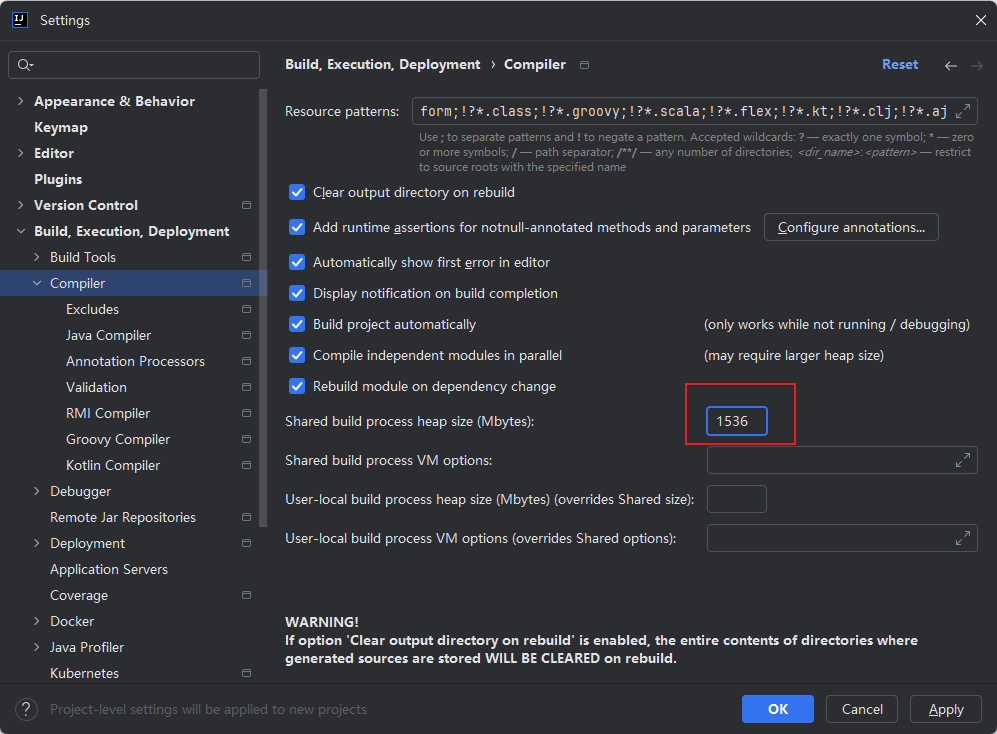 Settings
Build, Execution, Deployment › Compiler
Reset
Appearance & Behavior
Keymap
Editor
Plugins
Version Control
Build, Execution, Deployment
Build Tools
Compiler
Excludes
Java Compiler
Annotation Processors
Validation
RMI Compiler
Groovy Compiler
Kotlin Compiler
Debugger
Remote Jar Repositories
Deployment
Application Servers
Coverage
Docker
Java Profiler
Kubernetes
Resource patterns:
form;!?*.class;!?*.groovy;!?*.scala;!?*.flex;!?*.kt;!?*.clj;!?*.aj
Use ; to separate patterns and ! to negate a pattern. Accepted wildcards: ? — exactly one symbol; * — zero
or more symbols; / — path separator; /**/ — any number of directories; <dir_name>:<pattern> — restrict
to source roots with the specified name
Clear output directory on rebuild
Add runtime assertions for notnull-annotated methods and parameters
Configure annotations...
Automatically show first error in editor
Display notification on build completion
Build project automatically
(only works while not running / debugging)
Compile independent modules in parallel
(may require larger heap size)
Rebuild module on dependency change
Shared build process heap size (Mbytes):
1536
Shared build process VM options:
User-local build process heap size (Mbytes) (overrides Shared size):
User-local build process VM options (overrides Shared options):
WARNING!
If option 'Clear output directory on rebuild' is enabled, the entire contents of directories where
generated sources are stored WILL BE CLEARED on rebuild.
? Project-level settings will be applied to new projects
OK
Cancel
Apply